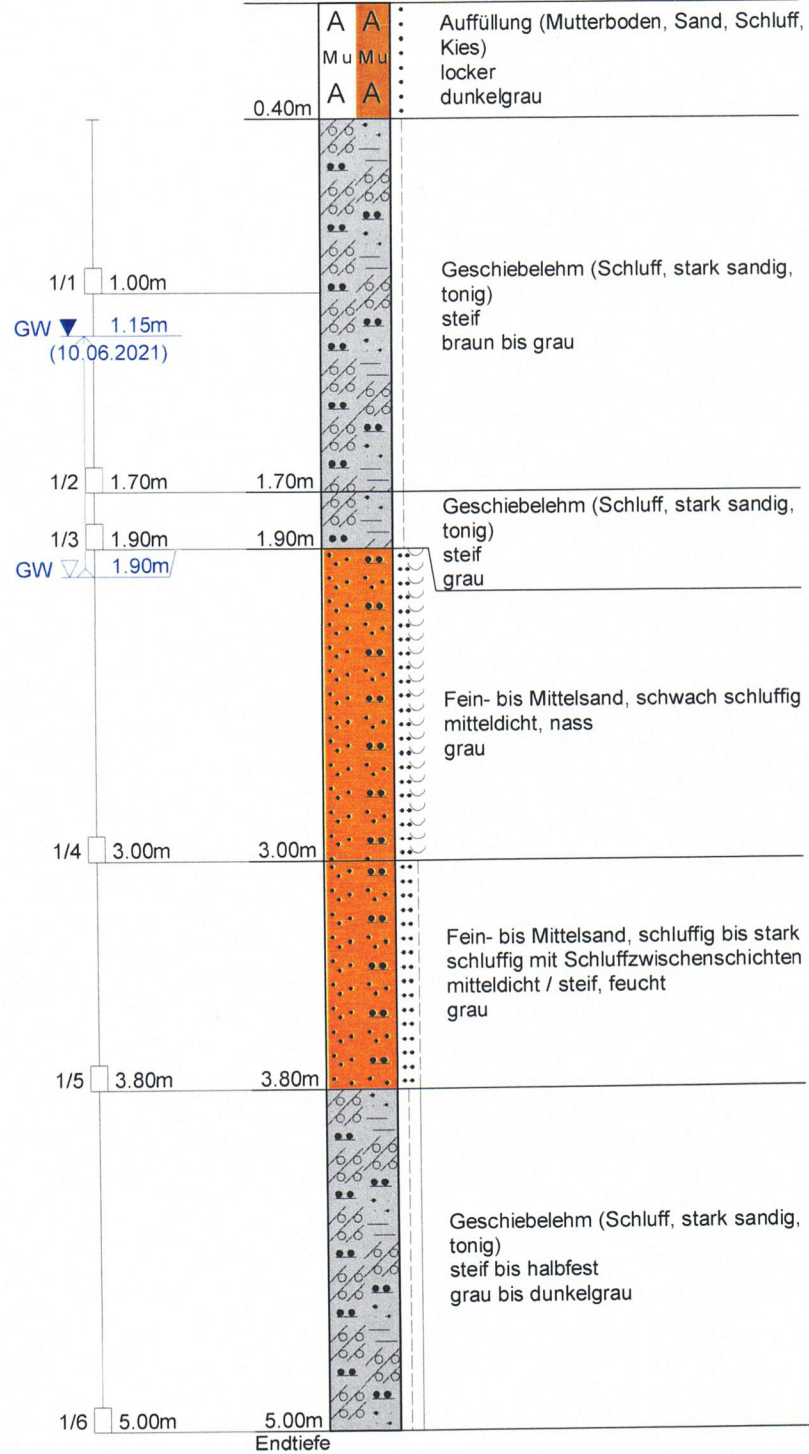 A A
Mu Mu
A A
Auffüllung (Mutterboden, Sand, Schluff,
Kies)
locker
dunkelgrau
0.40m
Geschiebelehm (Schluff, stark sandig,
tonig)
steif
braun bis grau
1/1 1.00m
GW 1.15m
(10.06.2021)
1/2 1.70m 1.70m
Geschiebelehm (Schluff, stark sandig,
tonig)
steif
grau
1/3 1.90m 1.90m
GW 1.90m
Fein- bis Mittelsand, schwach schluffig
mitteldicht, nass
grau
1/4 3.00m 3.00m
Fein- bis Mittelsand, schluffig bis stark
schluffig mit Schluffzwischenschichten
mitteldicht / steif, feucht
grau
1/5 3.80m 3.80m
Geschiebelehm (Schluff, stark sandig,
tonig)
steif bis halbfest
grau bis dunkelgrau
1/6 5.00m 5.00m
Endtiefe